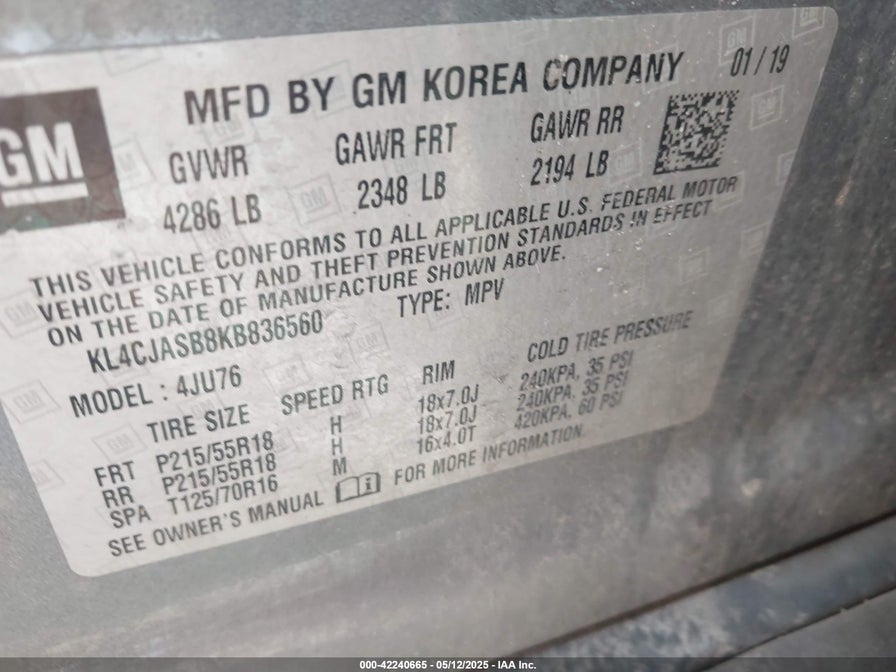 GM
MFD BY GM KOREA COMPANY 01/19
GVWR GAWR FRT GAWR RR
4286 LB 2348 LB 2194 LB
THIS VEHICLE CONFORMS TO ALL APPLICABLE U.S. FEDERAL MOTOR
VEHICLE SAFETY AND THEFT PREVENTION STANDARDS IN EFFECT
ON THE DATE OF MANUFACTURE SHOWN ABOVE.
KL4CJASB8KB836560 TYPE: MPV
MODEL: 4JU76
TIRE SIZE SPEED RTG RIM COLD TIRE PRESSURE
FRT P215/55R18 H 18x7.0J 240KPA, 35 PSI
RR P215/55R18 H 18x7.0J 240KPA, 35 PSI
SPA T125/70R16 M 16x4.0T 420KPA, 60 PSI
SEE OWNER'S MANUAL FOR MORE INFORMATION.
000-42240665 - 05/12/2025 - IAA Inc.